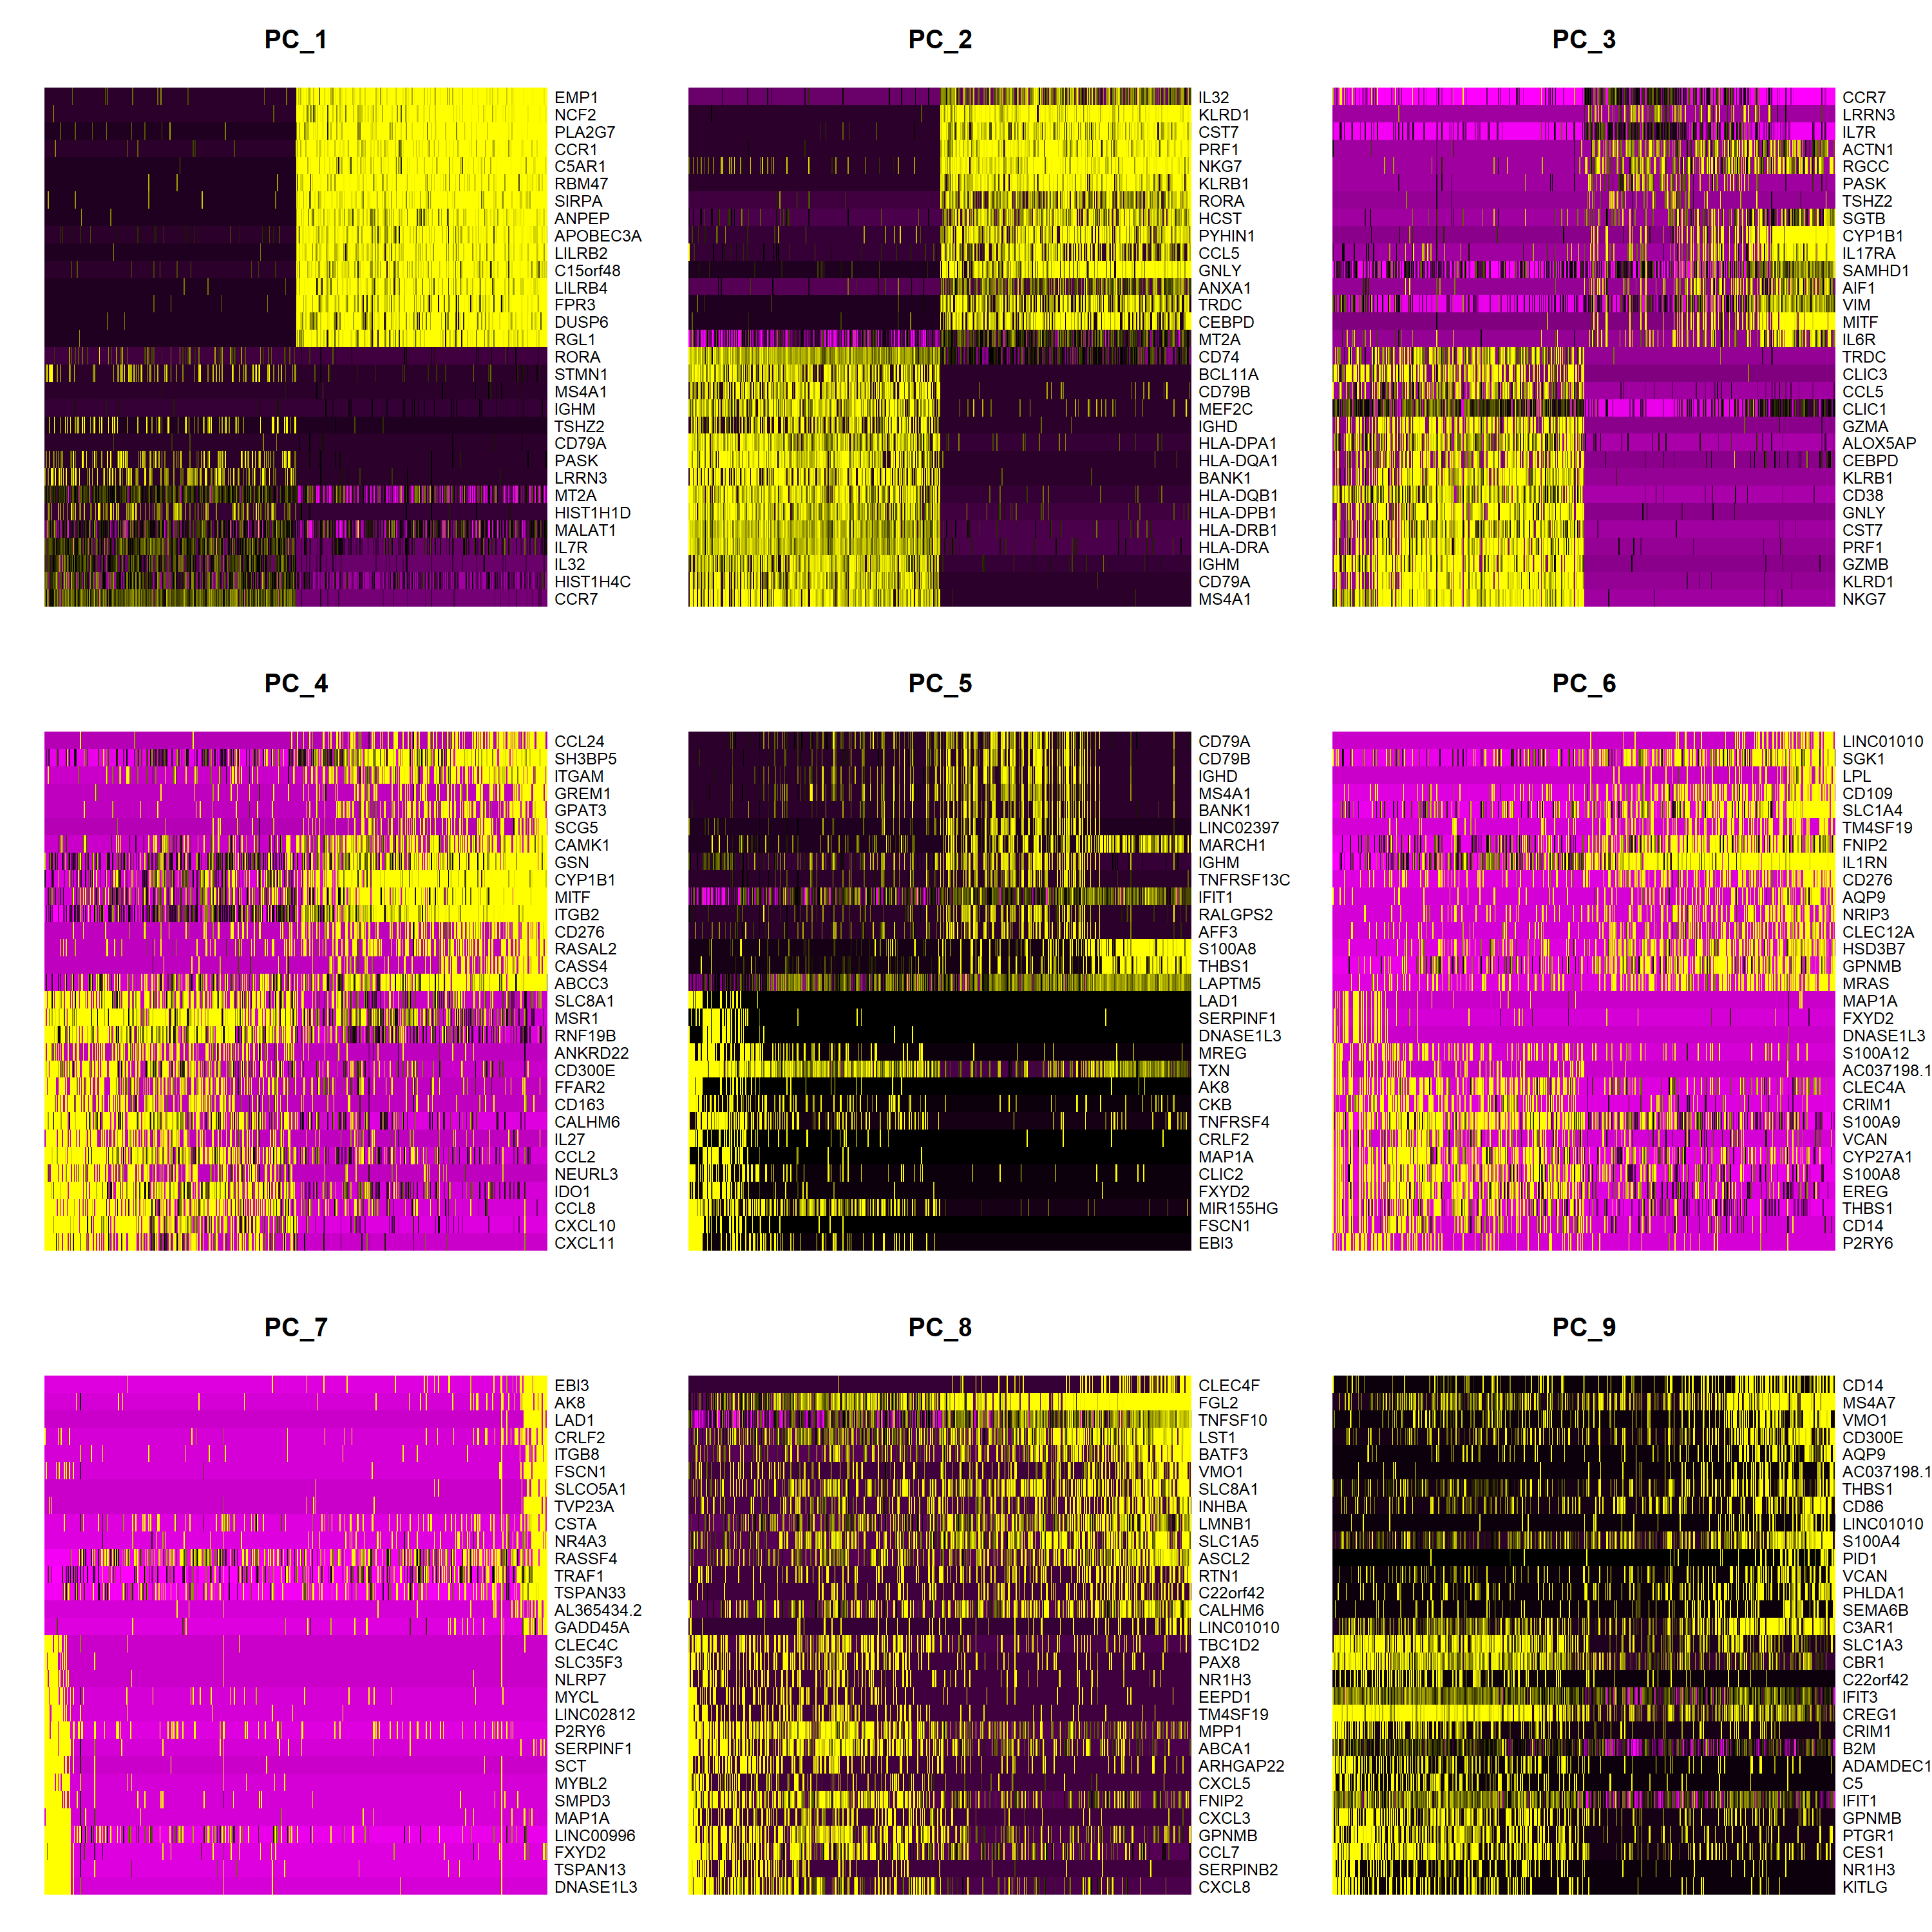 PC_1
EMP1
NCF2
PLA2G7
CCR1
C5AR1
RBM47
SIRPA
ANPEP
APOBEC3A
LILRB2
C15orf48
LILRB4
FPR3
DUSP6
RGL1
RORA
STMN1
MS4A1
IGHM
TSHZ2
CD79A
PASK
LRRN3
MT2A
HIST1H1D
MALAT1
IL7R
IL32
HIST1H4C
CCR7
PC_2
IL32
KLRD1
CST7
PRF1
NKG7
KLRB1
RORA
HCST
PYHIN1
CCL5
GNLY
ANXA1
TRDC
CEBPD
MT2A
CD74
BCL11A
CD79B
MEF2C
IGHD
HLA-DPA1
HLA-DQA1
BANK1
HLA-DQB1
HLA-DPB1
HLA-DRB1
HLA-DRA
IGHM
CD79A
MS4A1
PC_3
CCR7
LRRN3
IL7R
ACTN1
RGCC
PASK
TSHZ2
SGTB
CYP1B1
IL17RA
SAMHD1
AIF1
VIM
MITF
IL6R
TRDC
CLIC3
CCL5
CLIC1
GZMA
ALOX5AP
CEBPD
KLRB1
CD38
GNLY
CST7
PRF1
GZMB
KLRD1
NKG7
PC_4
CCL24
SH3BP5
ITGAM
GREM1
GPAT3
SCG5
CAMK1
GSN
CYP1B1
MITF
ITGB2
CD276
RASAL2
CASS4
ABCC3
SLC8A1
MSR1
RNF19B
ANKRD22
CD300E
FFAR2
CD163
CALHM6
IL27
CCL2
NEURL3
IDO1
CCL8
CXCL10
CXCL11
PC_5
CD79A
CD79B
IGHD
MS4A1
BANK1
LINC02397
MARCH1
IGHM
TNFRSF13C
IFIT1
RALGPS2
AFF3
S100A8
THBS1
LAPTM5
LAD1
SERPINF1
DNASE1L3
MREG
TXN
AK8
CKB
TNFRSF4
CRLF2
MAP1A
CLIC2
FXYD2
MIR155HG
FSCN1
EBI3
PC_6
LINC01010
SGK1
LPL
CD109
SLC1A4
TM4SF19
FNIP2
IL1RN
CD276
AQP9
NRIP3
CLEC12A
HSD3B7
GPNMB
MRAS
MAP1A
FXYD2
DNASE1L3
S100A12
AC037198.1
CLEC4A
CRIM1
S100A9
VCAN
CYP27A1
S100A8
EREG
THBS1
CD14
P2RY6
PC_7
EBI3
AK8
LAD1
CRLF2
ITGB8
FSCN1
SLCO5A1
TVP23A
CSTA
NR4A3
RASSF4
TRAF1
TSPAN33
AL365434.2
GADD45A
CLEC4C
SLC35F3
NLRP7
MYCL
LINC02812
P2RY6
SERPINF1
SCT
MYBL2
SMPD3
MAP1A
LINC00996
FXYD2
TSPAN13
DNASE1L3
PC_8
CLEC4F
FGL2
TNFSF10
LST1
BATF3
VMO1
SLC8A1
INHBA
LMNB1
SLC1A5
ASCL2
RTN1
C22orf42
CALHM6
LINC01010
TBC1D2
PAX8
NR1H3
EEPD1
TM4SF19
MPP1
ABCA1
ARHGAP22
CXCL5
FNIP2
CXCL3
GPNMB
CCL7
SERPINB2
CXCL8
PC_9
CD14
MS4A7
VMO1
CD300E
AQP9
AC037198.1
THBS1
CD86
LINC01010
S100A4
PID1
VCAN
PHLDA1
SEMA6B
C3AR1
SLC1A3
CBR1
C22orf42
IFIT3
CREG1
CRIM1
B2M
ADAMDEC1
C5
IFIT1
GPNMB
PTGR1
CES1
NR1H3
KITLG